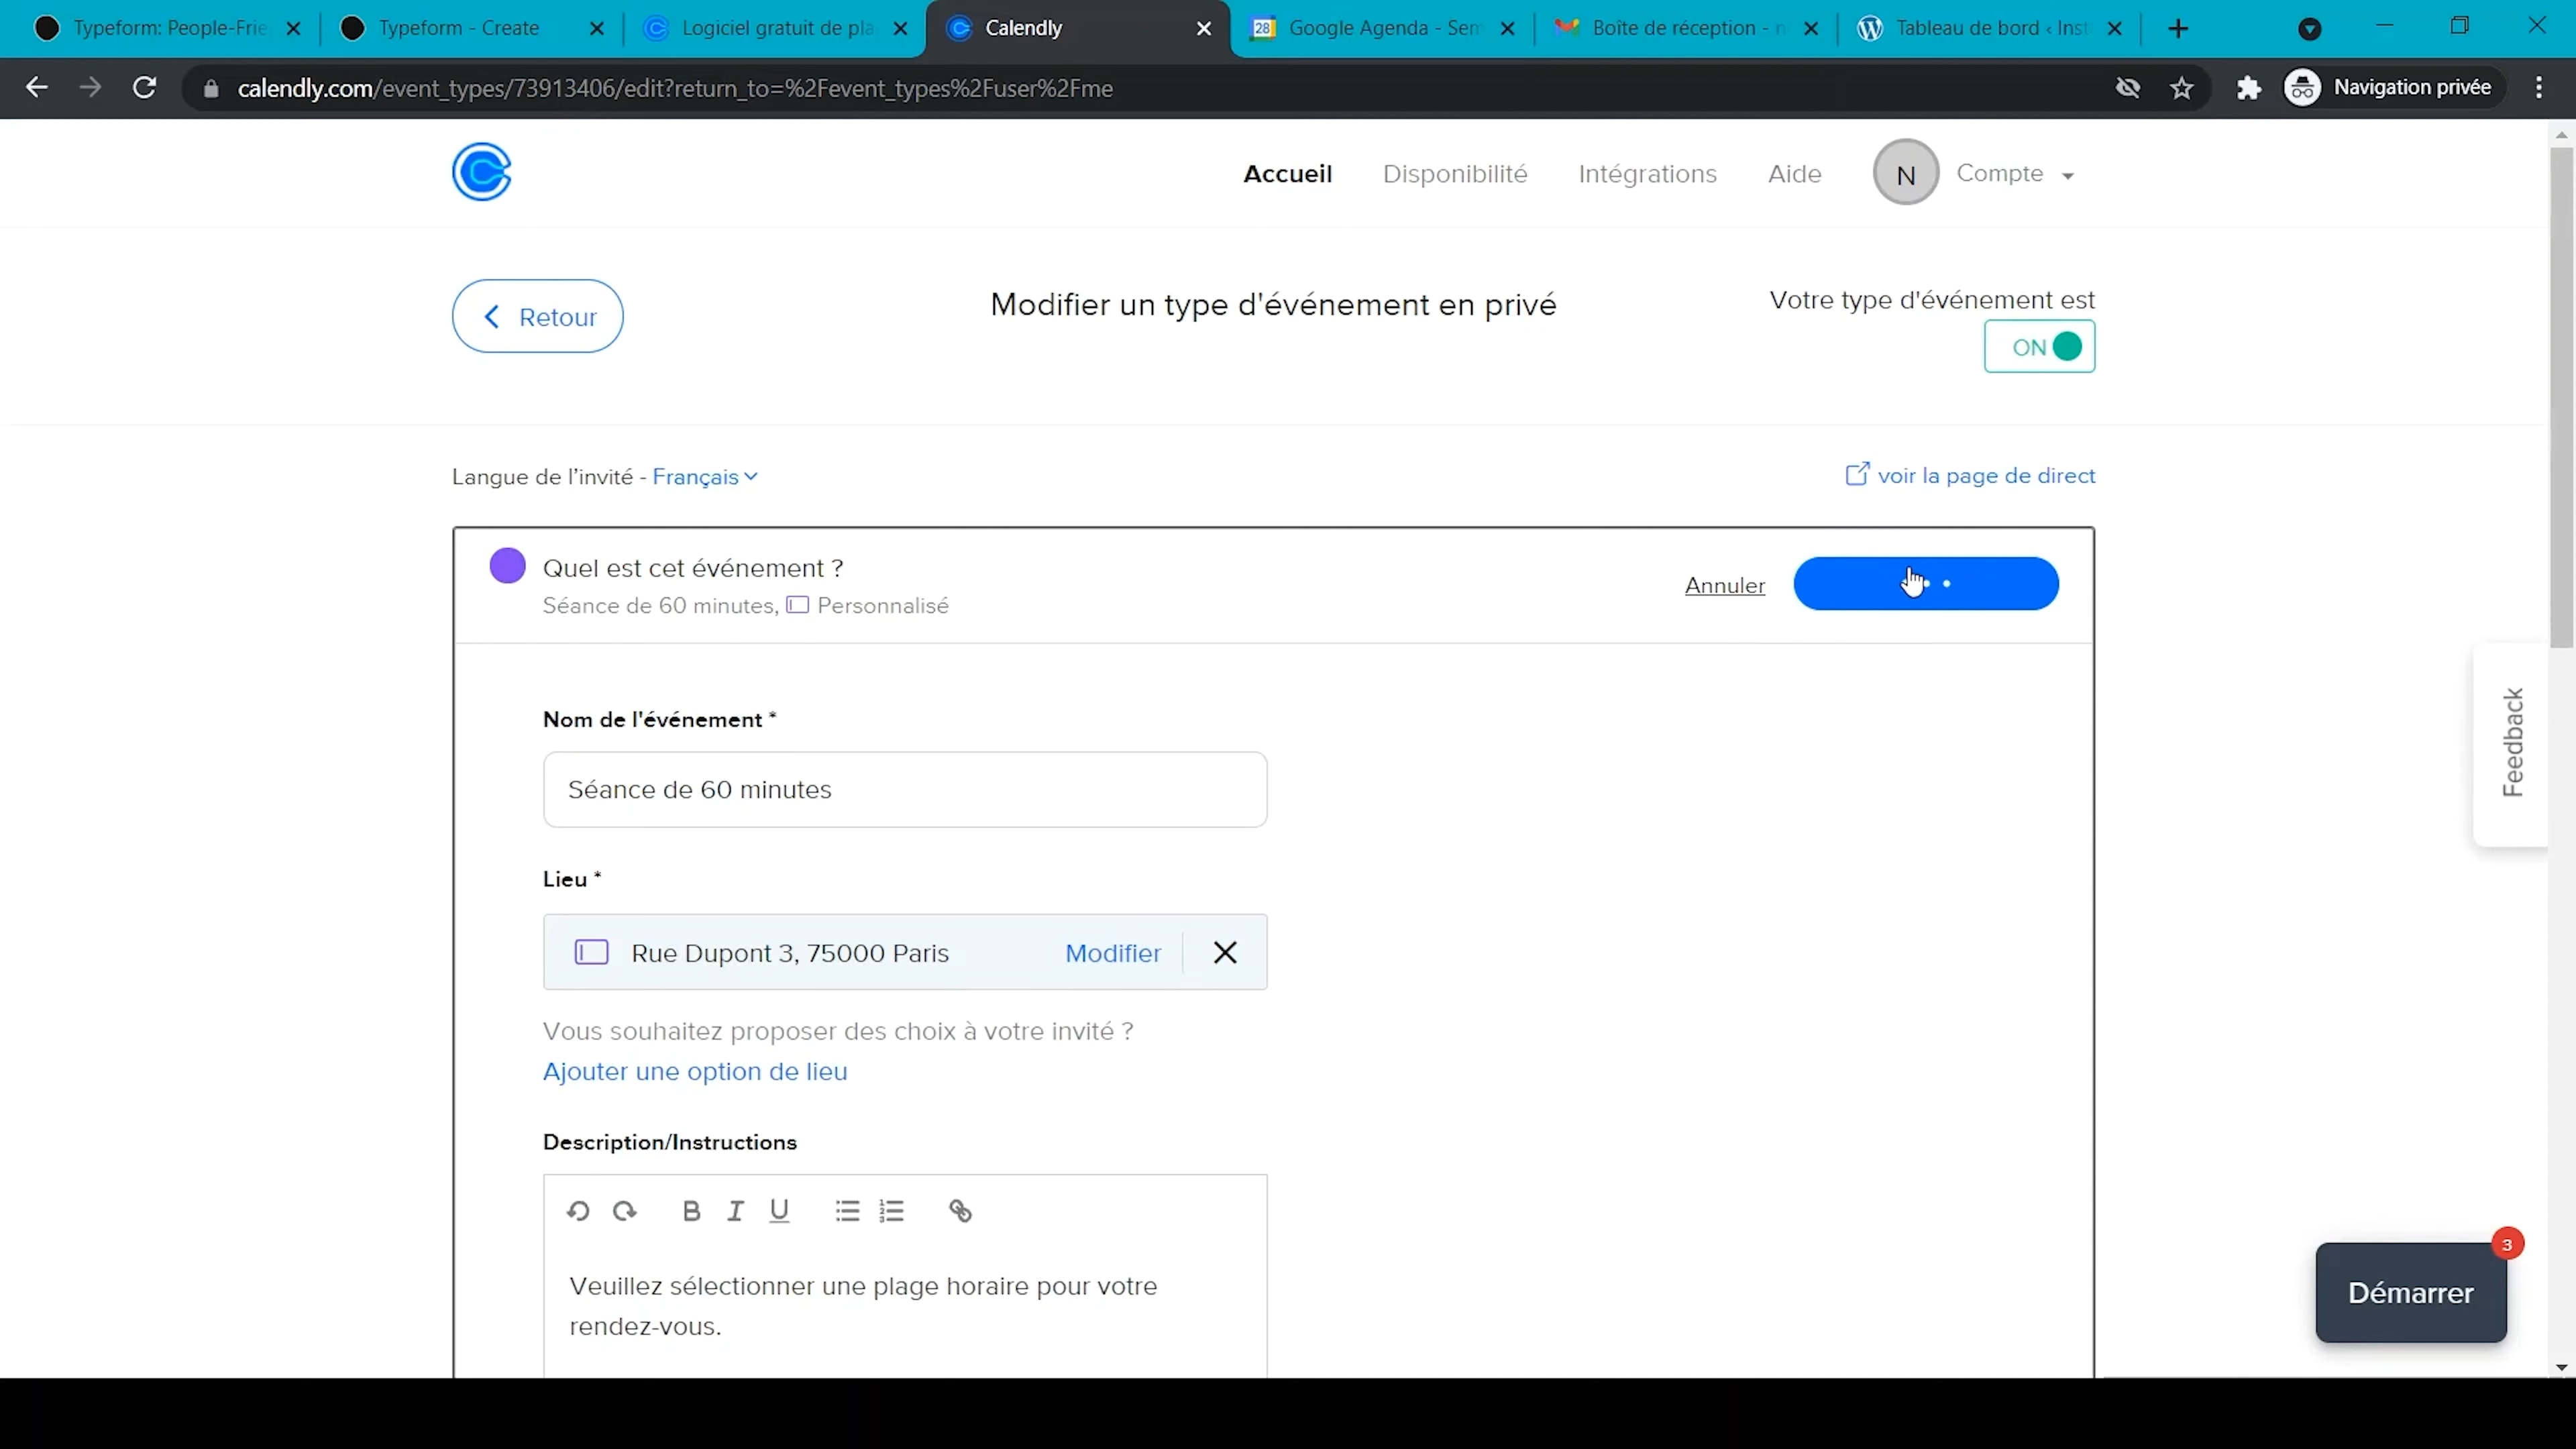 Typeform: People-Frie
Typeform - Create
Logiciel gratuit de pla
Calendly
28
Google Agenda - Sem
Boîte de réception - n
Tableau de bord ‹ Inst
calendly.com/event_types/73913406/edit?return_to=%2Fevent_types%2Fuser%2Fme
Navigation privée
Accueil
Disponibilité
Intégrations
Aide
N
Compte
Retour
Modifier un type d'événement en privé
Votre type d'événement est
ON
Langue de l'invité - Français
voir la page de direct
Quel est cet événement ?
Séance de 60 minutes, Personnalisé
Annuler
Nom de l'événement *
Séance de 60 minutes
Lieu *
Rue Dupont 3, 75000 Paris
Modifier
Vous souhaitez proposer des choix à votre invité ?
Ajouter une option de lieu
Description/Instructions
B I U
Veuillez sélectionner une plage horaire pour votre
rendez-vous.
Feedback
3
Démarrer